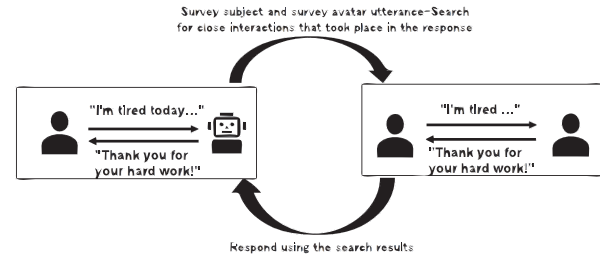 Survey subject and survey avatar utterance-Search
for close interactions that took place in the response
"I'm tired today..."
"Thank you for
your hard work!"
"I'm tired ..."
"Thank you for
your hard work!"
Respond using the search results